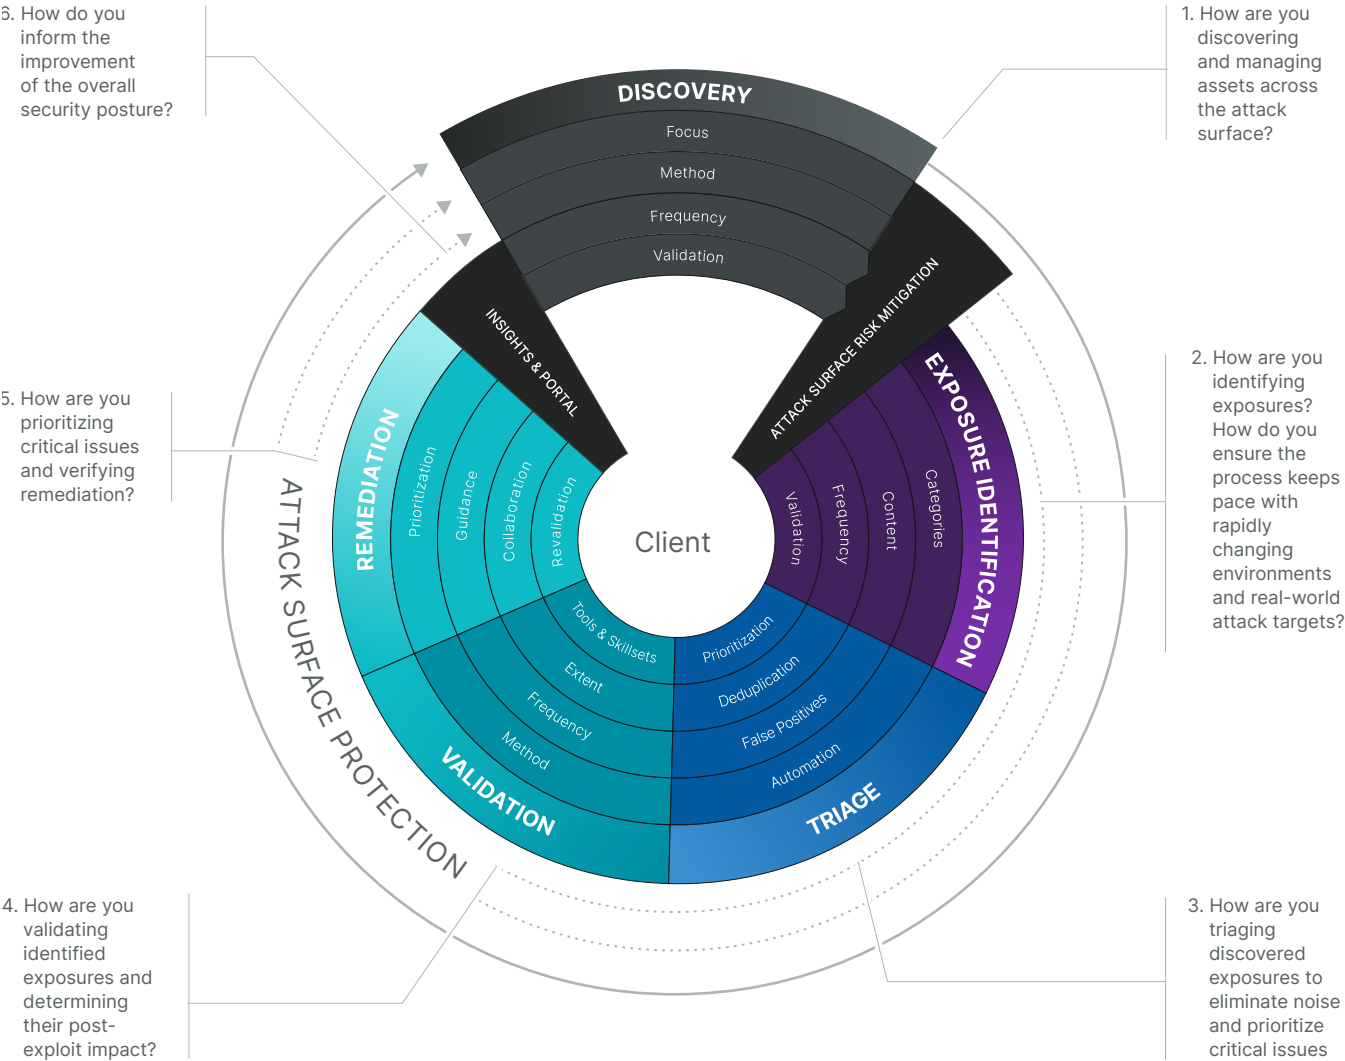 6. How do you
inform the
improvement
of the overall
security posture?
1. How are you
discovering
and managing
assets across
the attack
surface?
DISCOVERY
Focus
Method
Frequency
Validation
INSIGHTS & PORTAL
ATTACK SURFACE RISK MITIGATION
EXPOSURE IDENTIFICATION
Categories
Content
Frequency
Validation
2. How are you
identifying
exposures?
How do you
ensure the
process keeps
pace with
rapidly
changing
environments
and real-world
attack targets?
5. How are you
prioritizing
critical issues
and verifying
remediation?
REMEDIATION
Prioritization
Guidance
Collaboration
Revalidation
Client
ATTACK SURFACE PROTECTION
Tools & Skillsets
Extent
Frequency
Method
VALIDATION
Prioritization
Deduplication
False Positives
Automation
TRIAGE
4. How are you
validating
identified
exposures and
determining
their post-
exploit impact?
3. How are you
triaging
discovered
exposures to
eliminate noise
and prioritize
critical issues